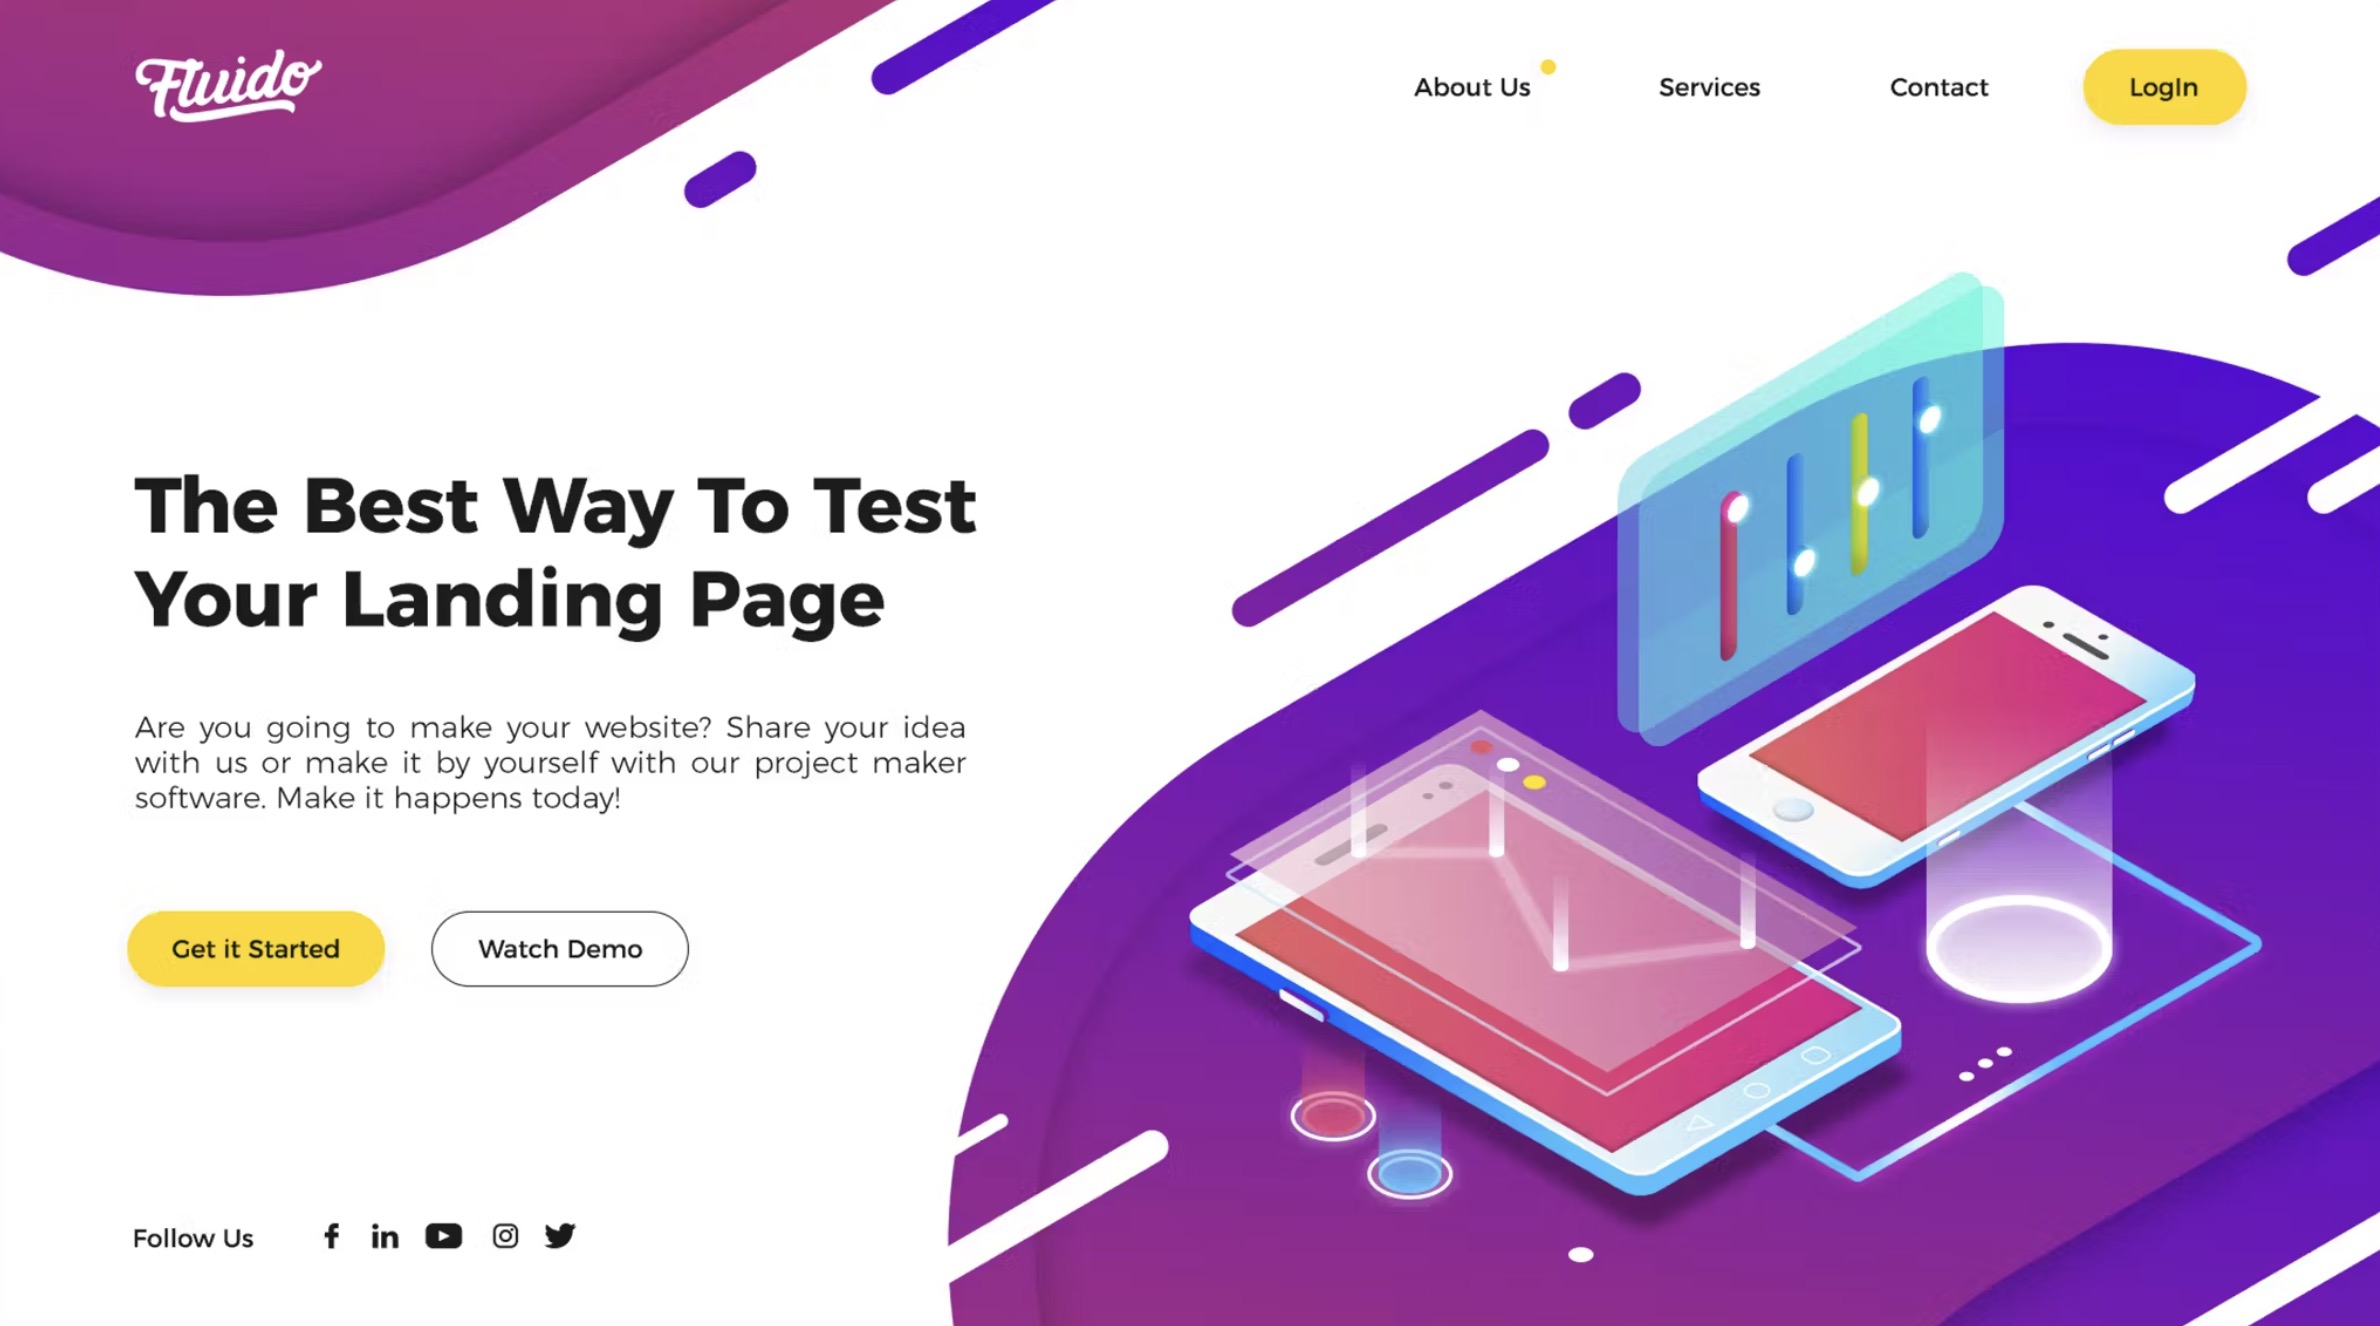 Fluido
About Us
Services
Contact
LogIn
The Best Way To Test
Your Landing Page
Are you going to make your website? Share your idea
with us or make it by yourself with our project maker
software. Make it happens today!
Get it Started
Watch Demo
Follow Us